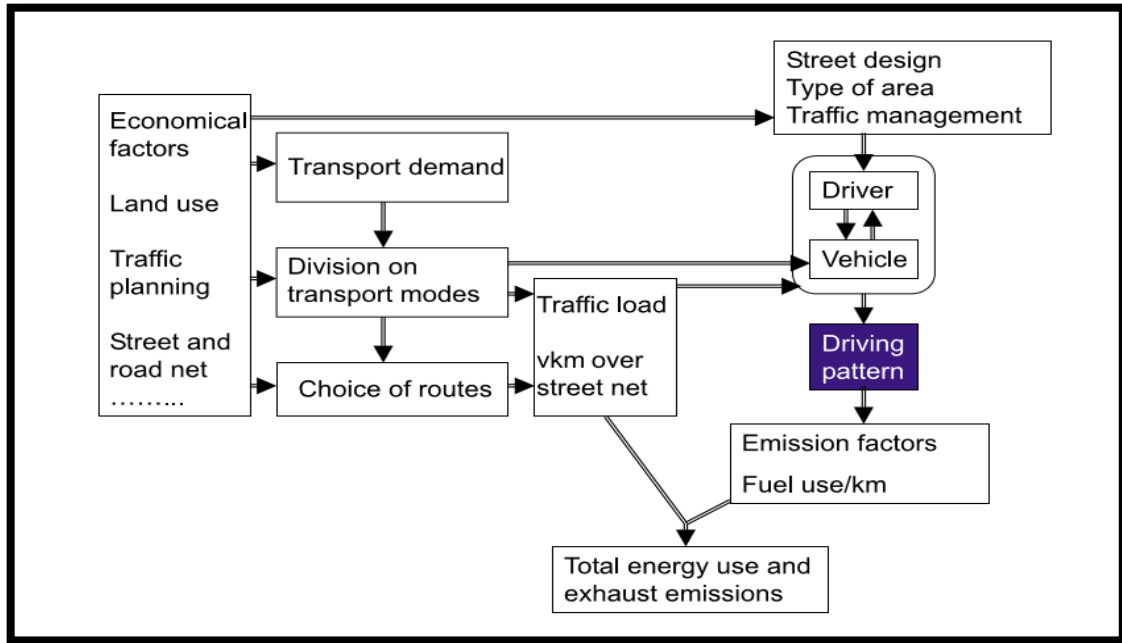 Economical
factors
Land use
Traffic
planning
Street and
road net
.........
Transport demand
Division on
transport modes
Choice of routes
Traffic load
vkm over
street net
Street design
Type of area
Traffic management
Driver
Vehicle
Driving
pattern
Emission factors
Fuel use/km
Total energy use and
exhaust emissions